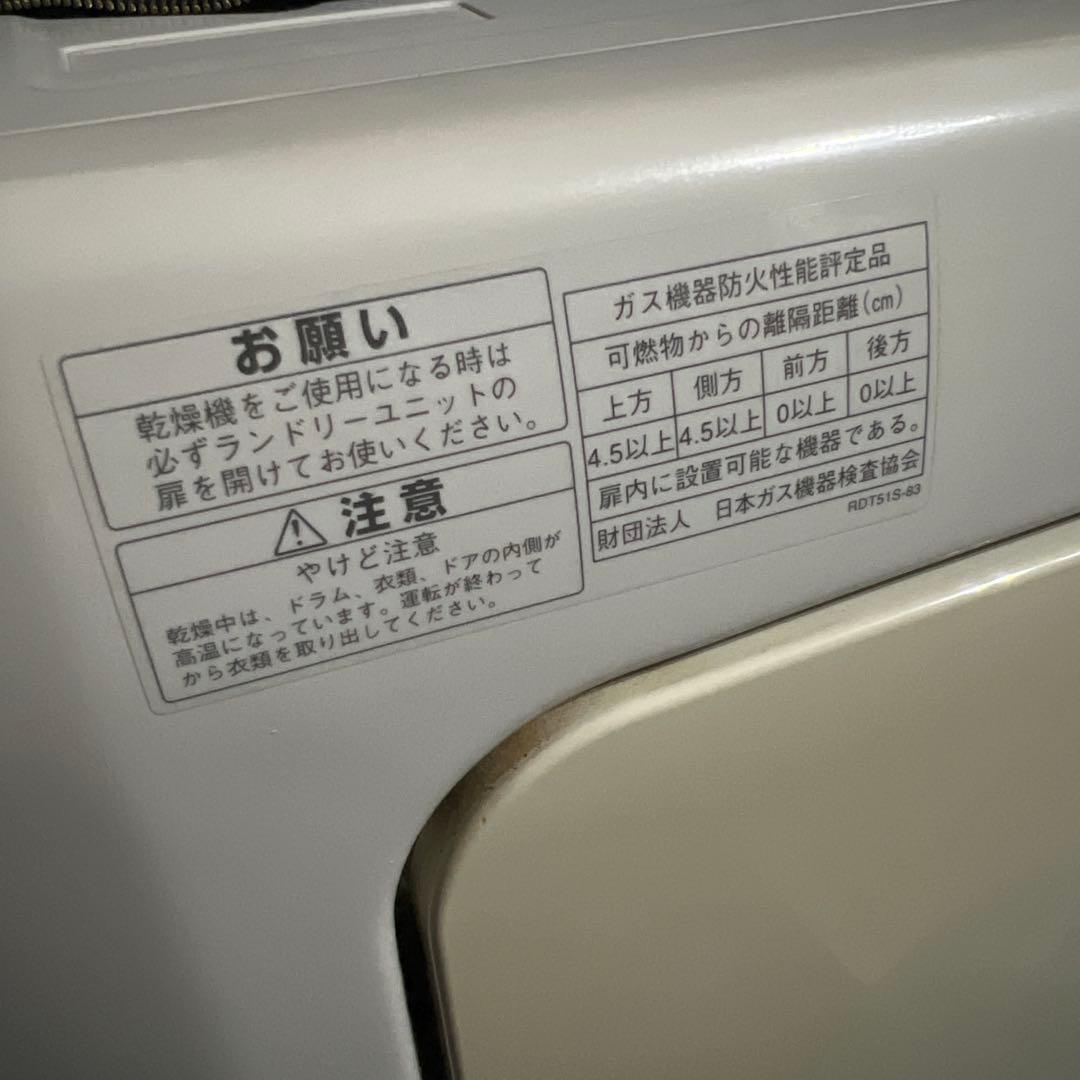 お願い
乾燥機をご使用になる時は
必ずランドリーユニットの
扉を開けてお使いください。
注意
やけど注意
乾燥中は、ドラム、衣類、ドアの内側が
高温になっています。運転が終わって
から衣類を取り出してください。
ガス機器防火性能評定品
可燃物からの離隔距離(cm)
上方 側方 前方 後方
4.5以上 4.5以上 0以上 0以上
扉内に設置可能な機器である。
財団法人 日本ガス機器検査協会
RDT51S-83